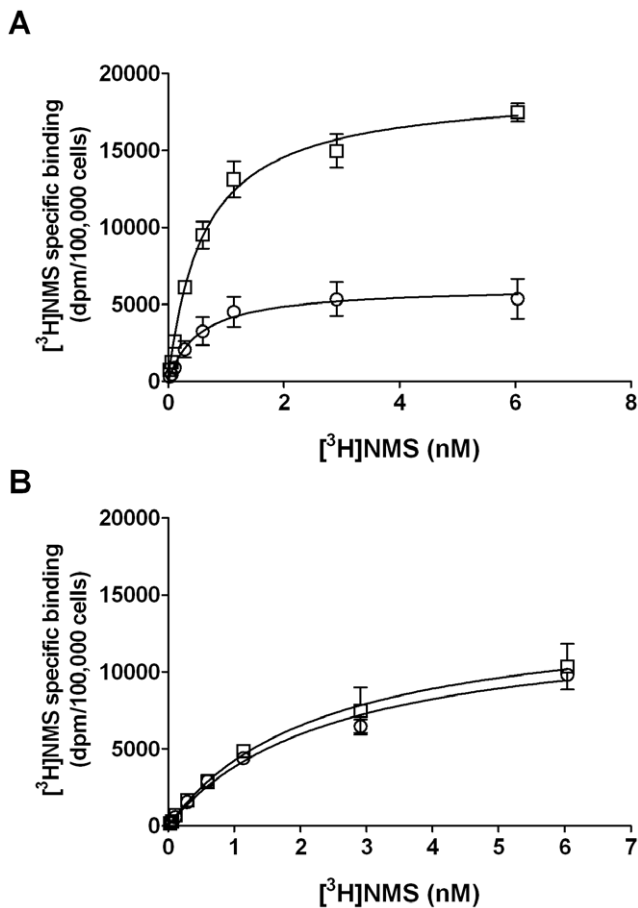 A
20000
15000
10000
5000
0
[³H]NMS specific binding
(dpm/100,000 cells)
0 2 4 6 8
[³H]NMS (nM)
B
20000
15000
10000
5000
0
[³H]NMS specific binding
(dpm/100,000 cells)
0 1 2 3 4 5 6 7
[³H]NMS (nM)